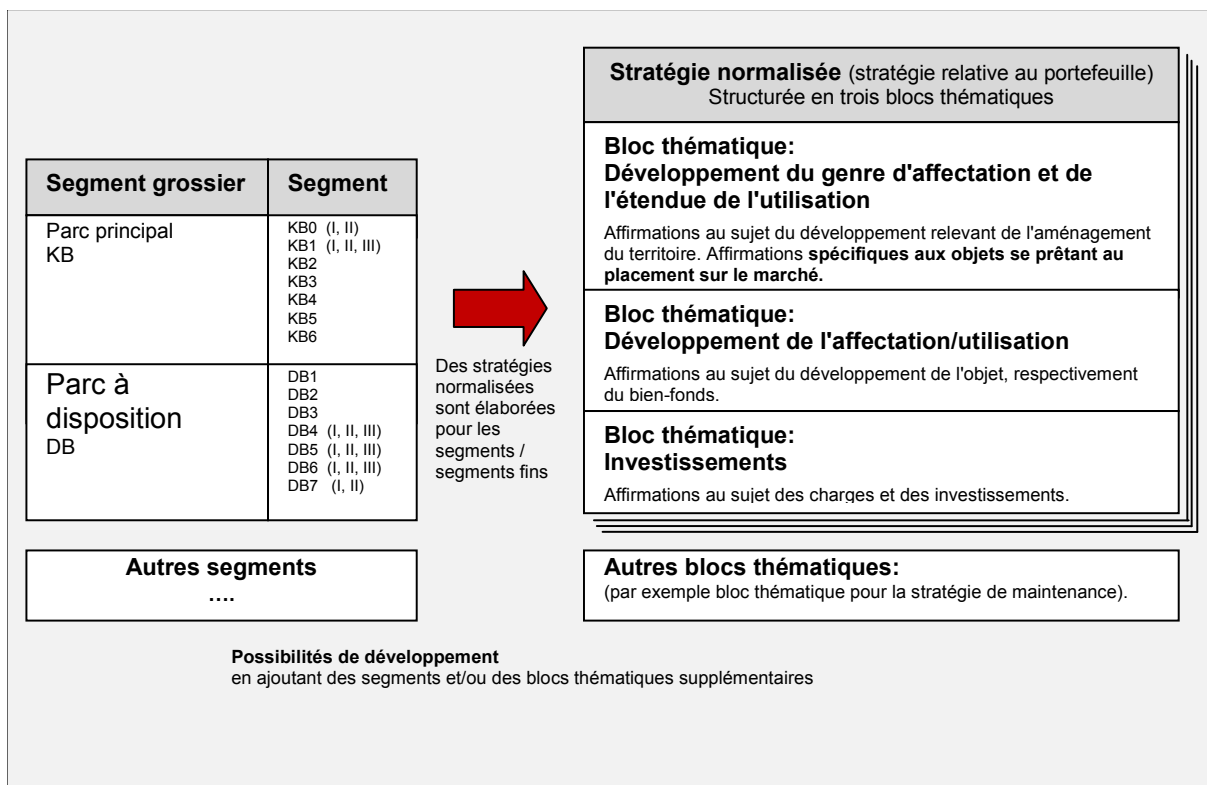 Segment grossier
Segment
Parc principal
KB
KB0 (I, II)
KB1 (I, II, III)
KB2
KB3
KB4
KB5
KB6
Parc à
disposition
DB
DB1
DB2
DB3
DB4 (I, II, III)
DB5 (I, II, III)
DB6 (I, II, III)
DB7 (I, II)
Autres segments
....
Des stratégies
normalisées
sont élaborées
pour les
segments /
segments fins
Stratégie normalisée (stratégie relative au portefeuille)
Structurée en trois blocs thématiques
Bloc thématique:
Développement du genre d'affectation et de
l'étendue de l'utilisation
Affirmations au sujet du développement relevant de l'aménagement
du territoire. Affirmations spécifiques aux objets se prêtant au
placement sur le marché.
Bloc thématique:
Développement de l'affectation/utilisation
Affirmations au sujet du développement de l'objet, respectivement
du bien-fonds.
Bloc thématique:
Investissements
Affirmations au sujet des charges et des investissements.
Autres blocs thématiques:
(par exemple bloc thématique pour la stratégie de maintenance).
Possibilités de développement
en ajoutant des segments et/ou des blocs thématiques supplémentaires